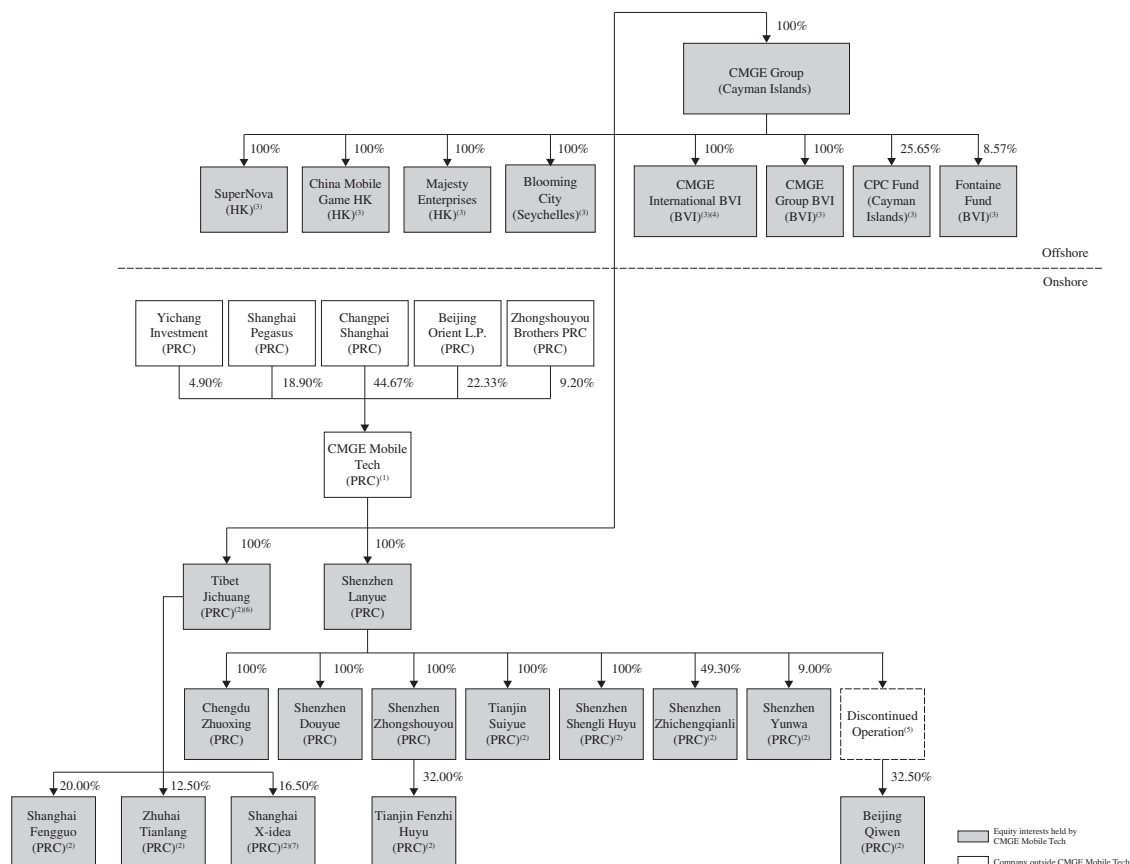 100%
CMGE Group
(Cayman Islands)
100%
100%
100%
100%
100%
100%
25.65%
8.57%
SuperNova
(HK)(3)
China Mobile
Game HK
(HK)(3)
Majesty
Enterprises
(HK)(3)
Blooming
City
(Seychelles)(3)
CMGE
International BVI
(BVI)(3)(4)
CMGE
Group BVI
(BVI)(3)
CPC Fund
(Cayman
Islands)(3)
Fontaine
Fund
(BVI)(3)
Offshore
Onshore
Yichang
Investment
(PRC)
Shanghai
Pegasus
(PRC)
Changpei
Shanghai
(PRC)
Beijing
Orient L.P.
(PRC)
Zhongshouyou
Brothers PRC
(PRC)
4.90%
18.90%
44.67%
22.33%
9.20%
CMGE Mobile
Tech
(PRC)(1)
100%
100%
Tibet
Jichuang
(PRC)(2)(6)
Shenzhen
Lanyue
(PRC)
100%
100%
100%
100%
100%
49.30%
9.00%
Chengdu
Zhuoxing
(PRC)
Shenzhen
Douyue
(PRC)
Shenzhen
Zhongshouyou
(PRC)
Tianjin
Suiyue
(PRC)(2)
Shenzhen
Shengli Huyu
(PRC)(2)
Shenzhen
Zhichengqianli
(PRC)(2)
Shenzhen
Yunwa
(PRC)(2)
Discontinued
Operation(5)
20.00%
12.50%
16.50%
32.00%
32.50%
Shanghai
Fengguo
(PRC)(2)
Zhuhai
Tianlang
(PRC)(2)
Shanghai
X-idea
(PRC)(2)(7)
Tianjin Fenzhi
Huyu
(PRC)(2)
Beijing
Qiwen
(PRC)(2)
Equity interests held by
CMGE Mobile Tech
Company outside CMGE Mobile Tech